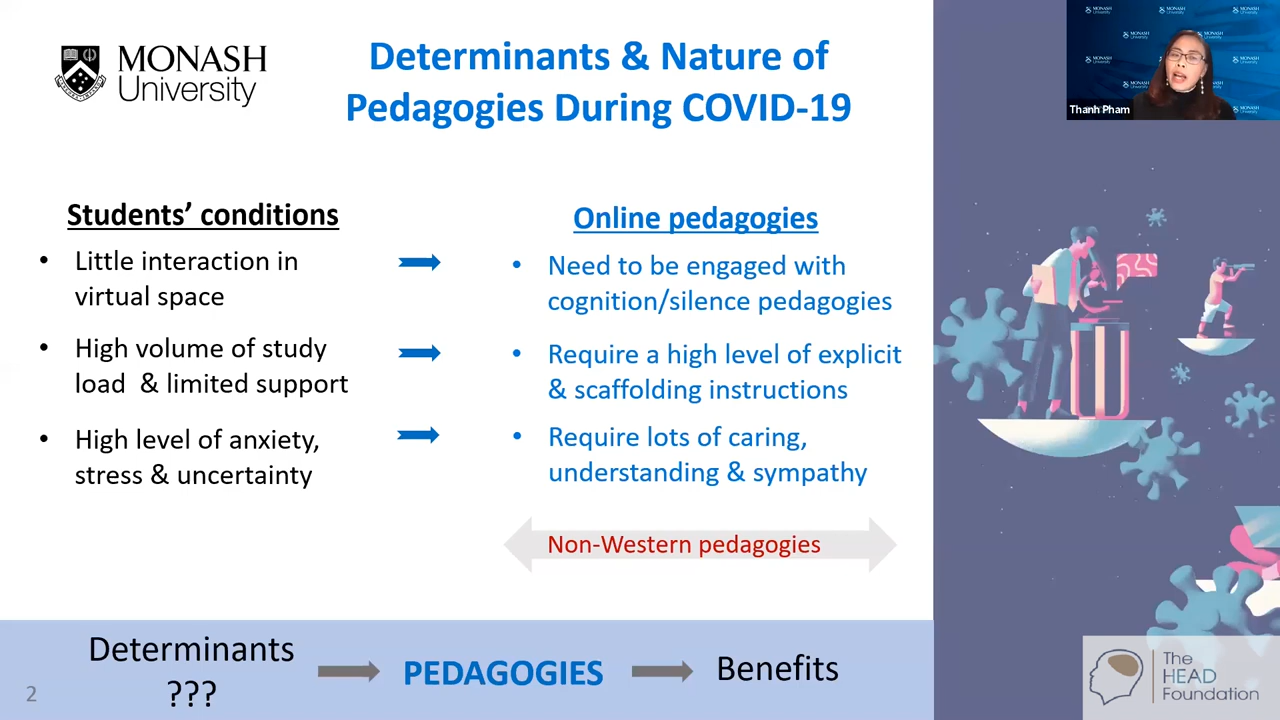 MONASH
University
Determinants & Nature of
Pedagogies During COVID-19
Thanh Pham
Students’ conditions
• Little interaction in
virtual space
• High volume of study
load & limited support
• High level of anxiety,
stress & uncertainty
Online pedagogies
• Need to be engaged with
cognition/silence pedagogies
• Require a high level of explicit
& scaffolding instructions
• Require lots of caring,
understanding & sympathy
Non-Western pedagogies
Determinants
???
PEDAGOGIES
Benefits
2
The
HEAD
Foundation